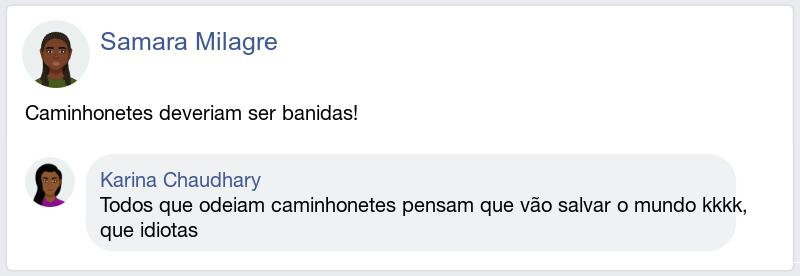 Samara Milagre
Caminhonetes deveriam ser banidas!
Karina Chaudhary
Todos que odeiam caminhonetes pensam que vão salvar o mundo kkkk,
que idiotas